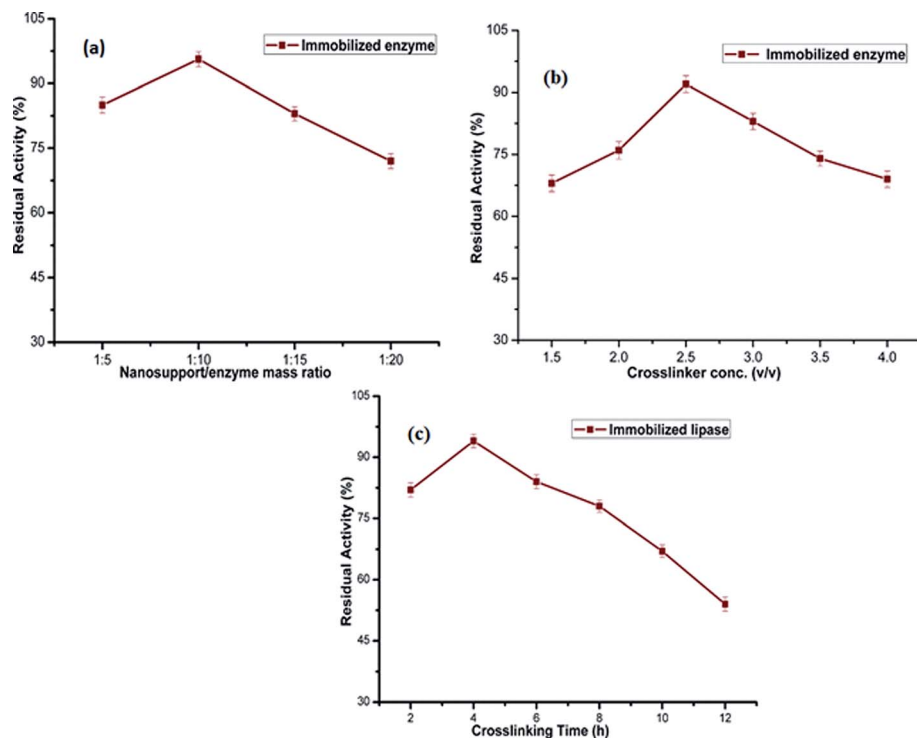 (a)
Immobilized enzyme
Residual Activity (%)
105
90
75
60
45
30
1:5 1:10 1:15 1:20
Nanosupport/enzyme mass ratio
(b)
Immobilized enzyme
Residual Activity (%)
105
90
75
60
45
30
1.5 2.0 2.5 3.0 3.5 4.0
Crosslinker conc. (v/v)
(c)
Immobilized lipase
Residual Activity (%)
105
90
75
60
45
30
2 4 6 8 10 12
Crosslinking Time (h)